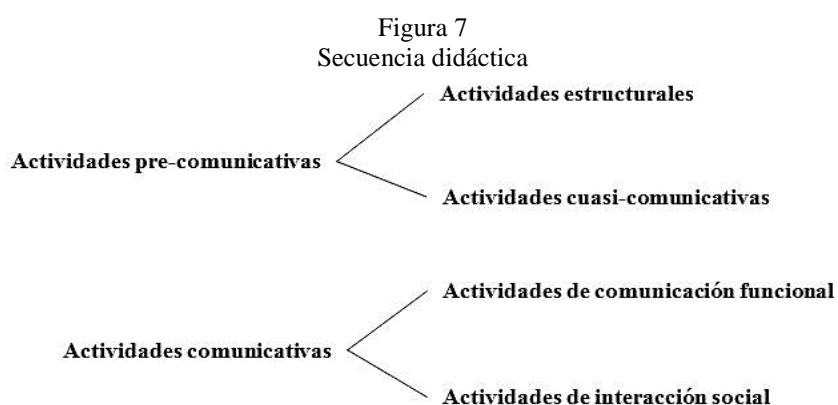 Figura 7
Secuencia didáctica
Actividades estructurales
Actividades pre-comunicativas
Actividades cuasi-comunicativas
Actividades de comunicación funcional
Actividades comunicativas
Actividades de interacción social